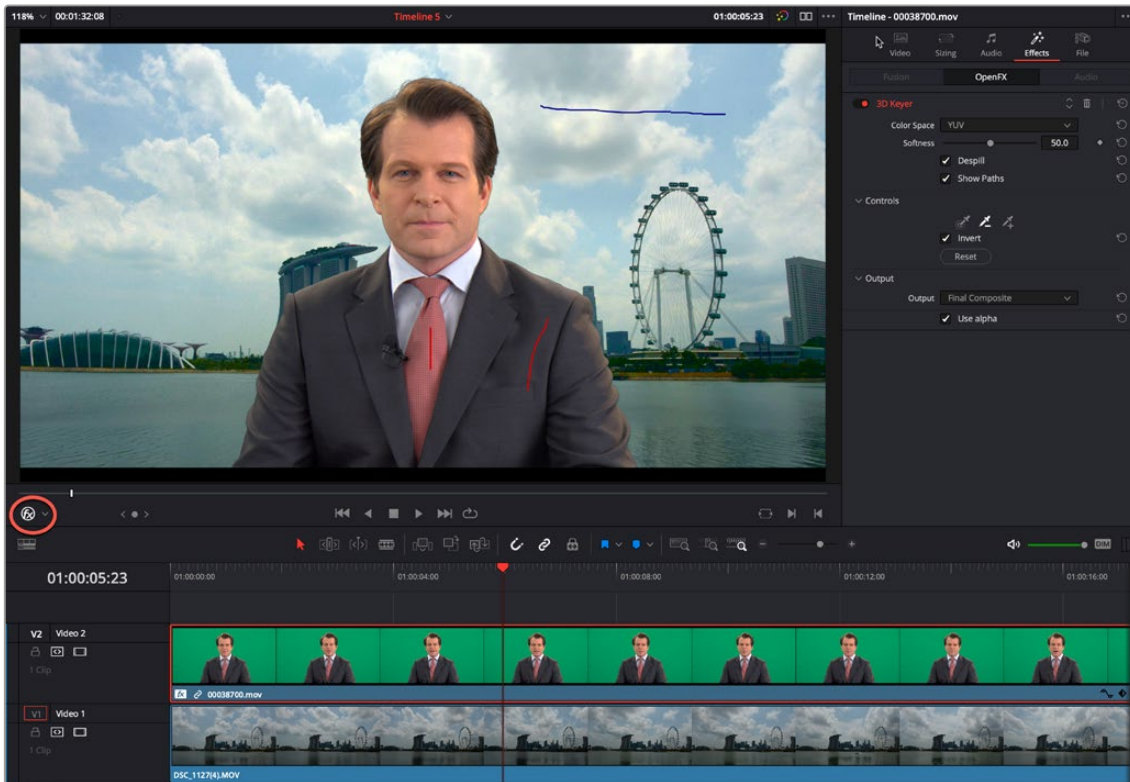 118% 00:01:32:08 Timeline 5 01:00:05:23 Timeline - 00038700.mov
Video Sizing Audio Effects File
Fusion OpenFX Audio
3D Keyer
Color Space YUV
Softness 50.0
Despill
Show Paths
Controls
Invert
Reset
Output
Output Final Composite
Use alpha
fx
DIM
01:00:05:23 01:00:00:00 01:00:04:00 01:00:08:00 01:00:12:00 01:00:16:00
V2 Video 2
1 Clip
fx 00038700.mov
V1 Video 1
1 Clip
DSC_1127(4).MOV